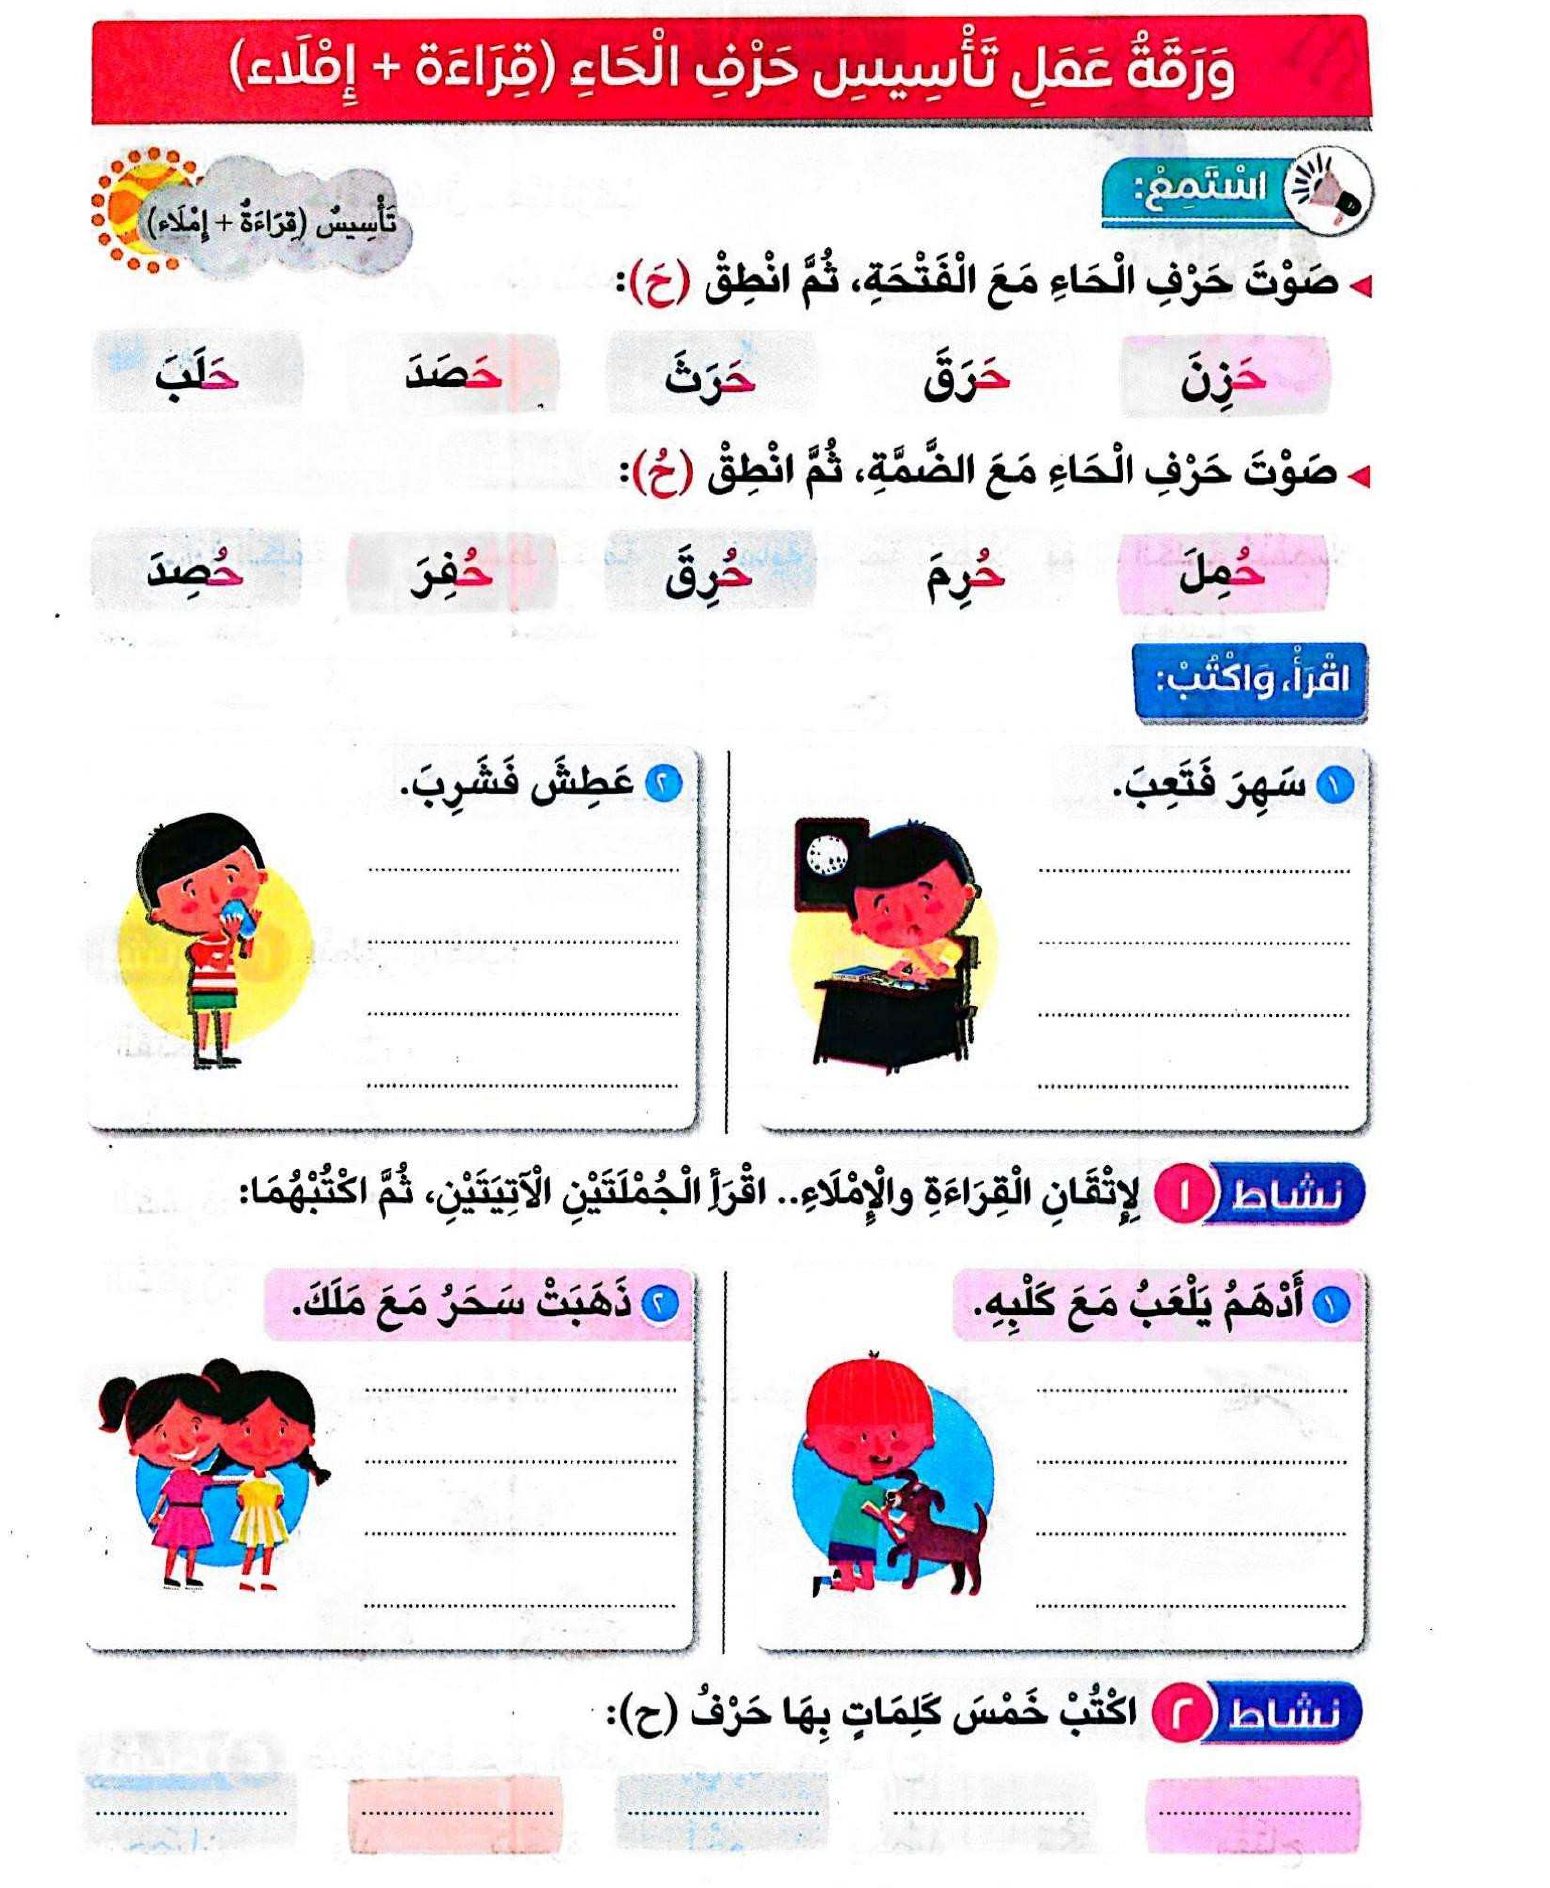 وَرَقَةُ عَمَلِ تَأْسِيسِ حَرْفِ الْحَاءِ (قِرَاءَة + إِمْلَاء)
اسْتَمِعْ:
تَأْسِيسٌ (قِرَاءَةٌ + إِمْلَاء)
صَوْتَ حَرْفِ الْحَاءِ مَعَ الْفَتْحَةِ، ثُمَّ انْطِقْ (حَ):
حَزِنَ حَرَقَ حَرَثَ حَصَدَ حَلَبَ
صَوْتَ حَرْفِ الْحَاءِ مَعَ الضَّمَّةِ، ثُمَّ انْطِقْ (حُ):
حُمِلَ حُرِمَ حُرِقَ حُفِرَ حُصِدَ
اقْرَأْ، وَاكْتُبْ:
١ سَهِرَ فَتَعِبَ.
٢ عَطِشَ فَشَرِبَ.
نشاط ١ لِإِتْقَانِ الْقِرَاءَةِ والْإِمْلَاءِ.. اقْرَأِ الْجُمْلَتَيْنِ الْآتِيَتَيْنِ، ثُمَّ اكْتُبْهُمَا:
١ أَدْهَمُ يَلْعَبُ مَعَ كَلْبِهِ.
٢ ذَهَبَتْ سَحَرُ مَعَ مَلَكَ.
نشاط ٢ اكْتُبْ خَمْسَ كَلِمَاتٍ بِهَا حَرْفُ (ح):